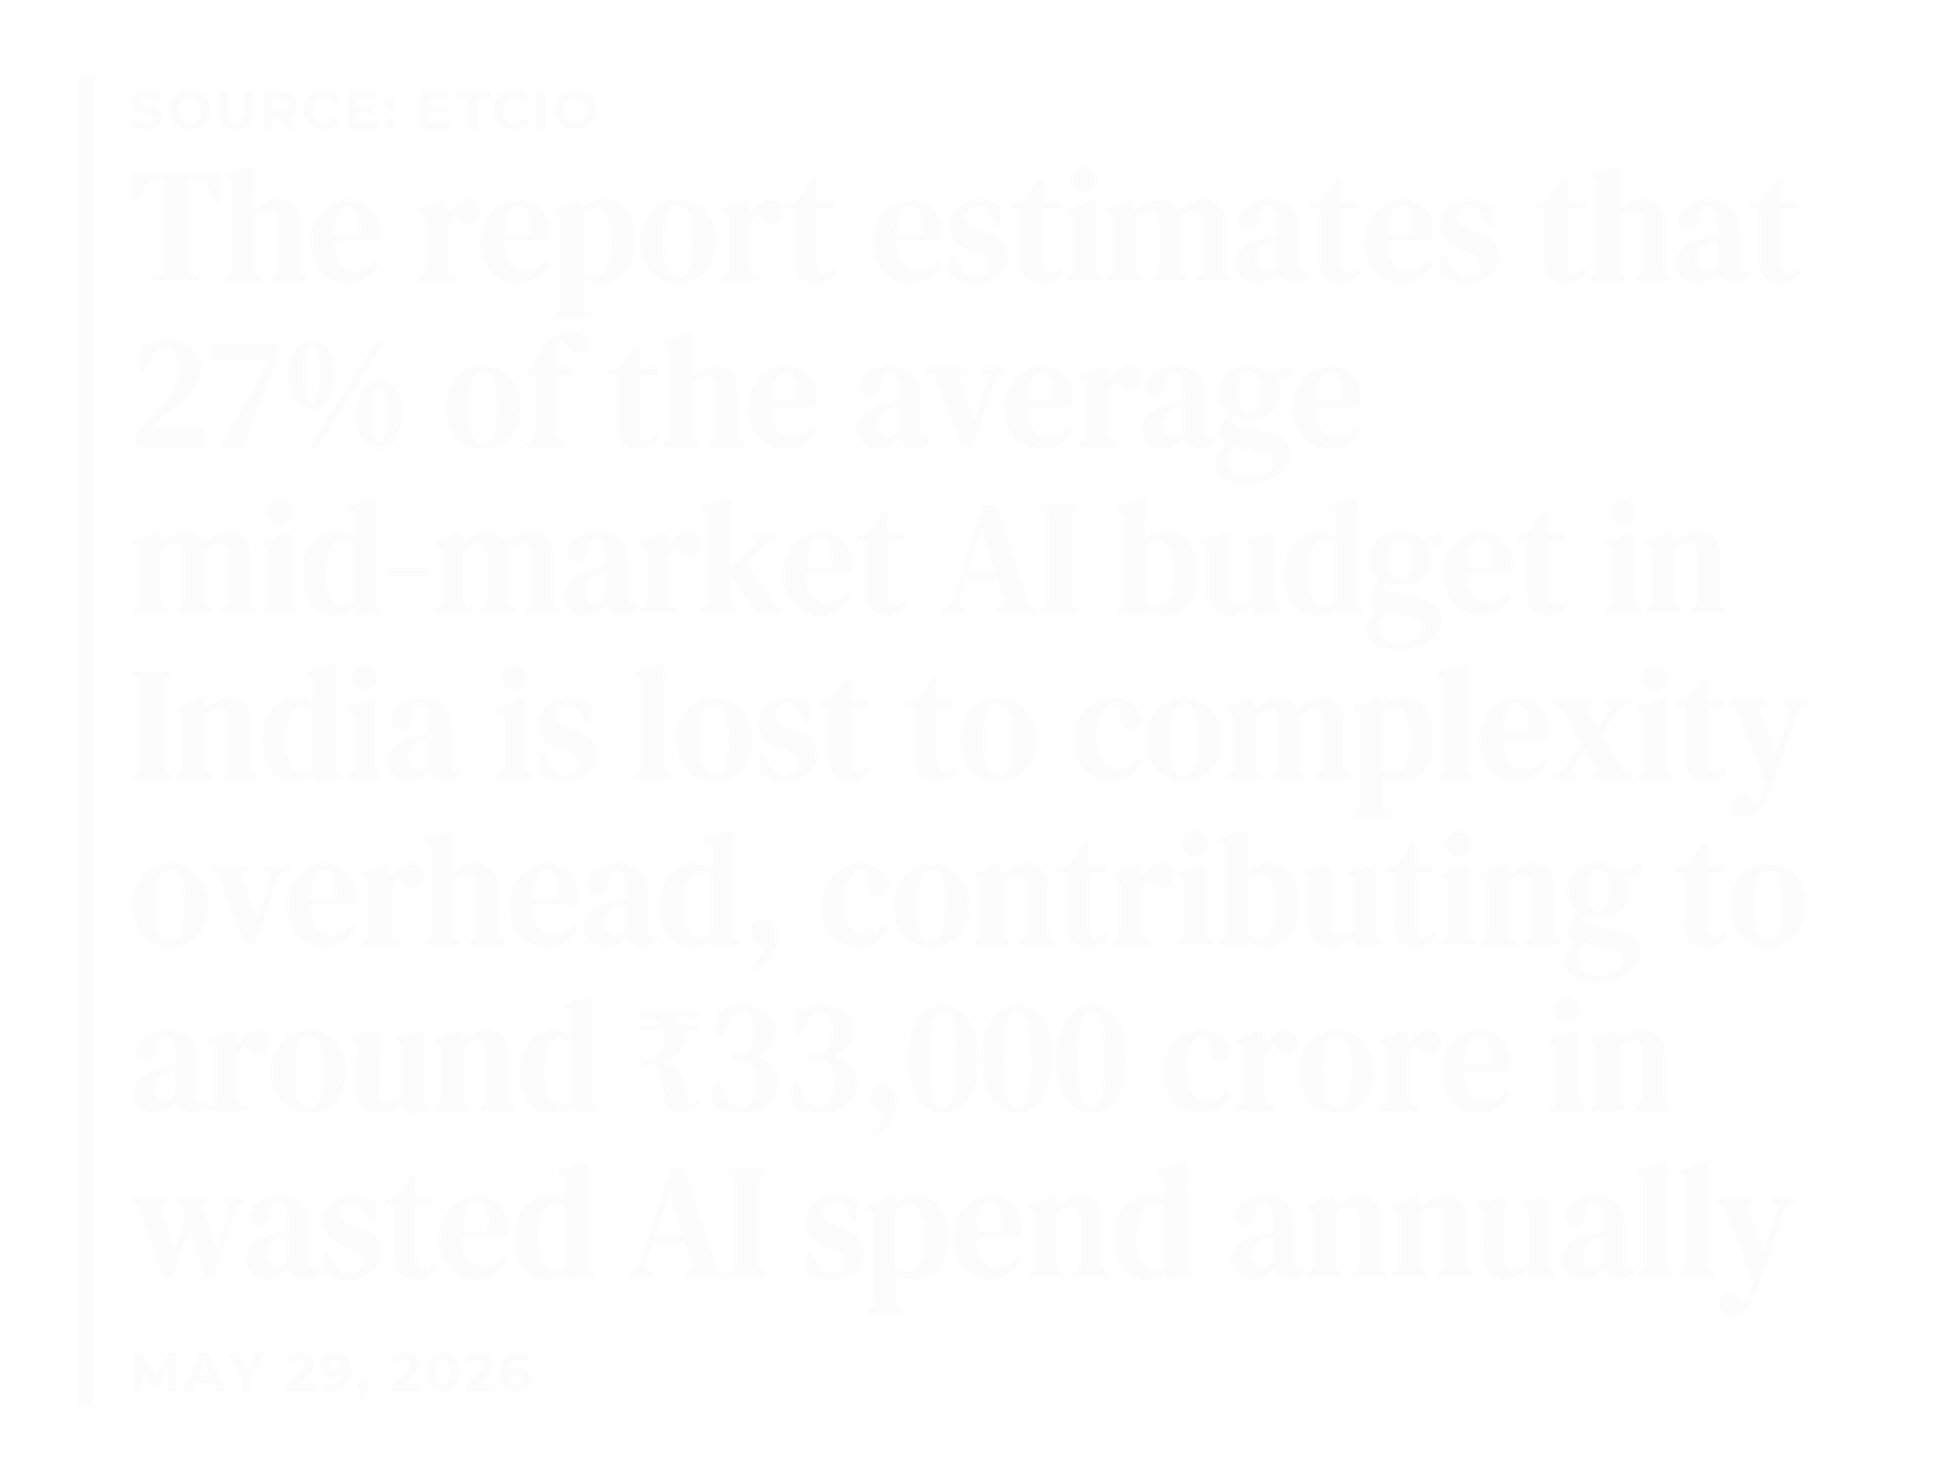 SOURCE: ETCIO
The report estimates that
27% of the average
mid-market AI budget in
India is lost to complexity
overhead, contributing to
around ₹33,000 crore in
wasted AI spend annually
MAY 29, 2026